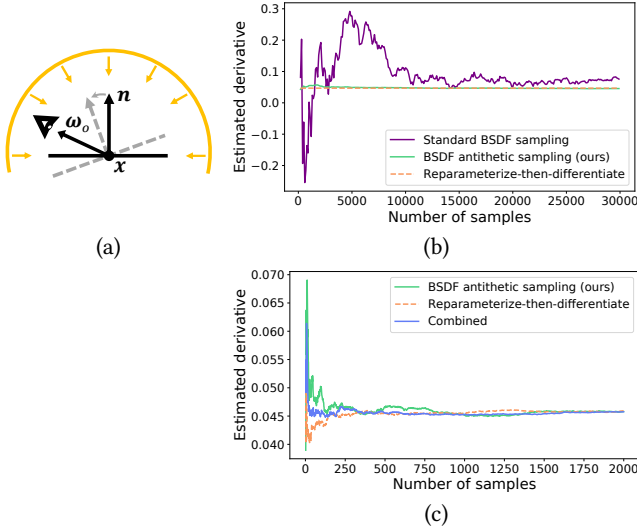 n
ωₒ
x
(a)
Estimated derivative
0.3
0.2
0.1
0.0
−0.1
−0.2
Standard BSDF sampling
BSDF antithetic sampling (ours)
Reparameterize-then-differentiate
0 5000 10000 15000 20000 25000 30000
Number of samples
(b)
Estimated derivative
0.070
0.065
0.060
0.055
0.050
0.045
0.040
BSDF antithetic sampling (ours)
Reparameterize-then-differentiate
Combined
0 250 500 750 1000 1250 1500 1750 2000
Number of samples
(c)